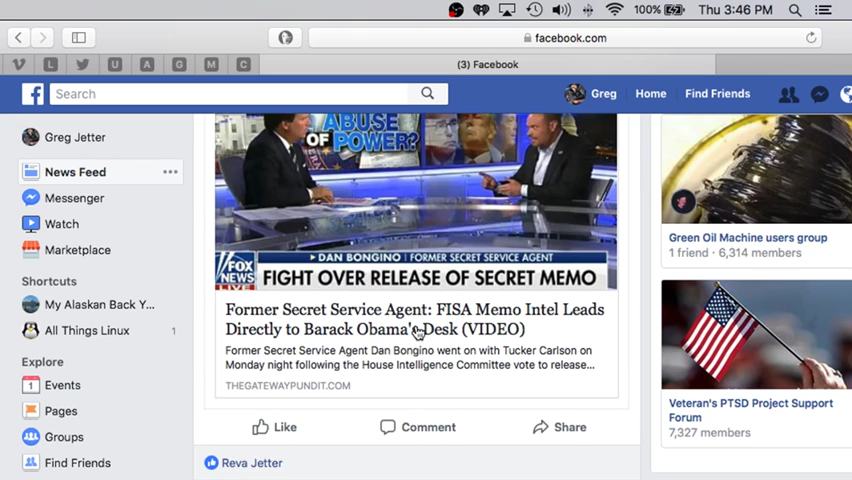 100% Thu 3:46 PM
facebook.com
V L U A G M C (3) Facebook
Search Greg Home Find Friends
Greg Jetter
News Feed
Messenger
Watch
Marketplace
Shortcuts
My Alaskan Back Y...
All Things Linux 1
Explore
1 Events
Pages
Groups
Find Friends
ABUSE
OF POWER?
DAN BONGINO | FORMER SECRET SERVICE AGENT
FOX
NEWS
LIVE
FIGHT OVER RELEASE OF SECRET MEMO
Former Secret Service Agent: FISA Memo Intel Leads
Directly to Barack Obama's Desk (VIDEO)
Former Secret Service Agent Dan Bongino went on with Tucker Carlson on
Monday night following the House Intelligence Committee vote to release...
THEGATEWAYPUNDIT.COM
Like Comment Share
Reva Jetter
Green Oil Machine users group
1 friend · 6,314 members
Veteran's PTSD Project Support
Forum
7,327 members